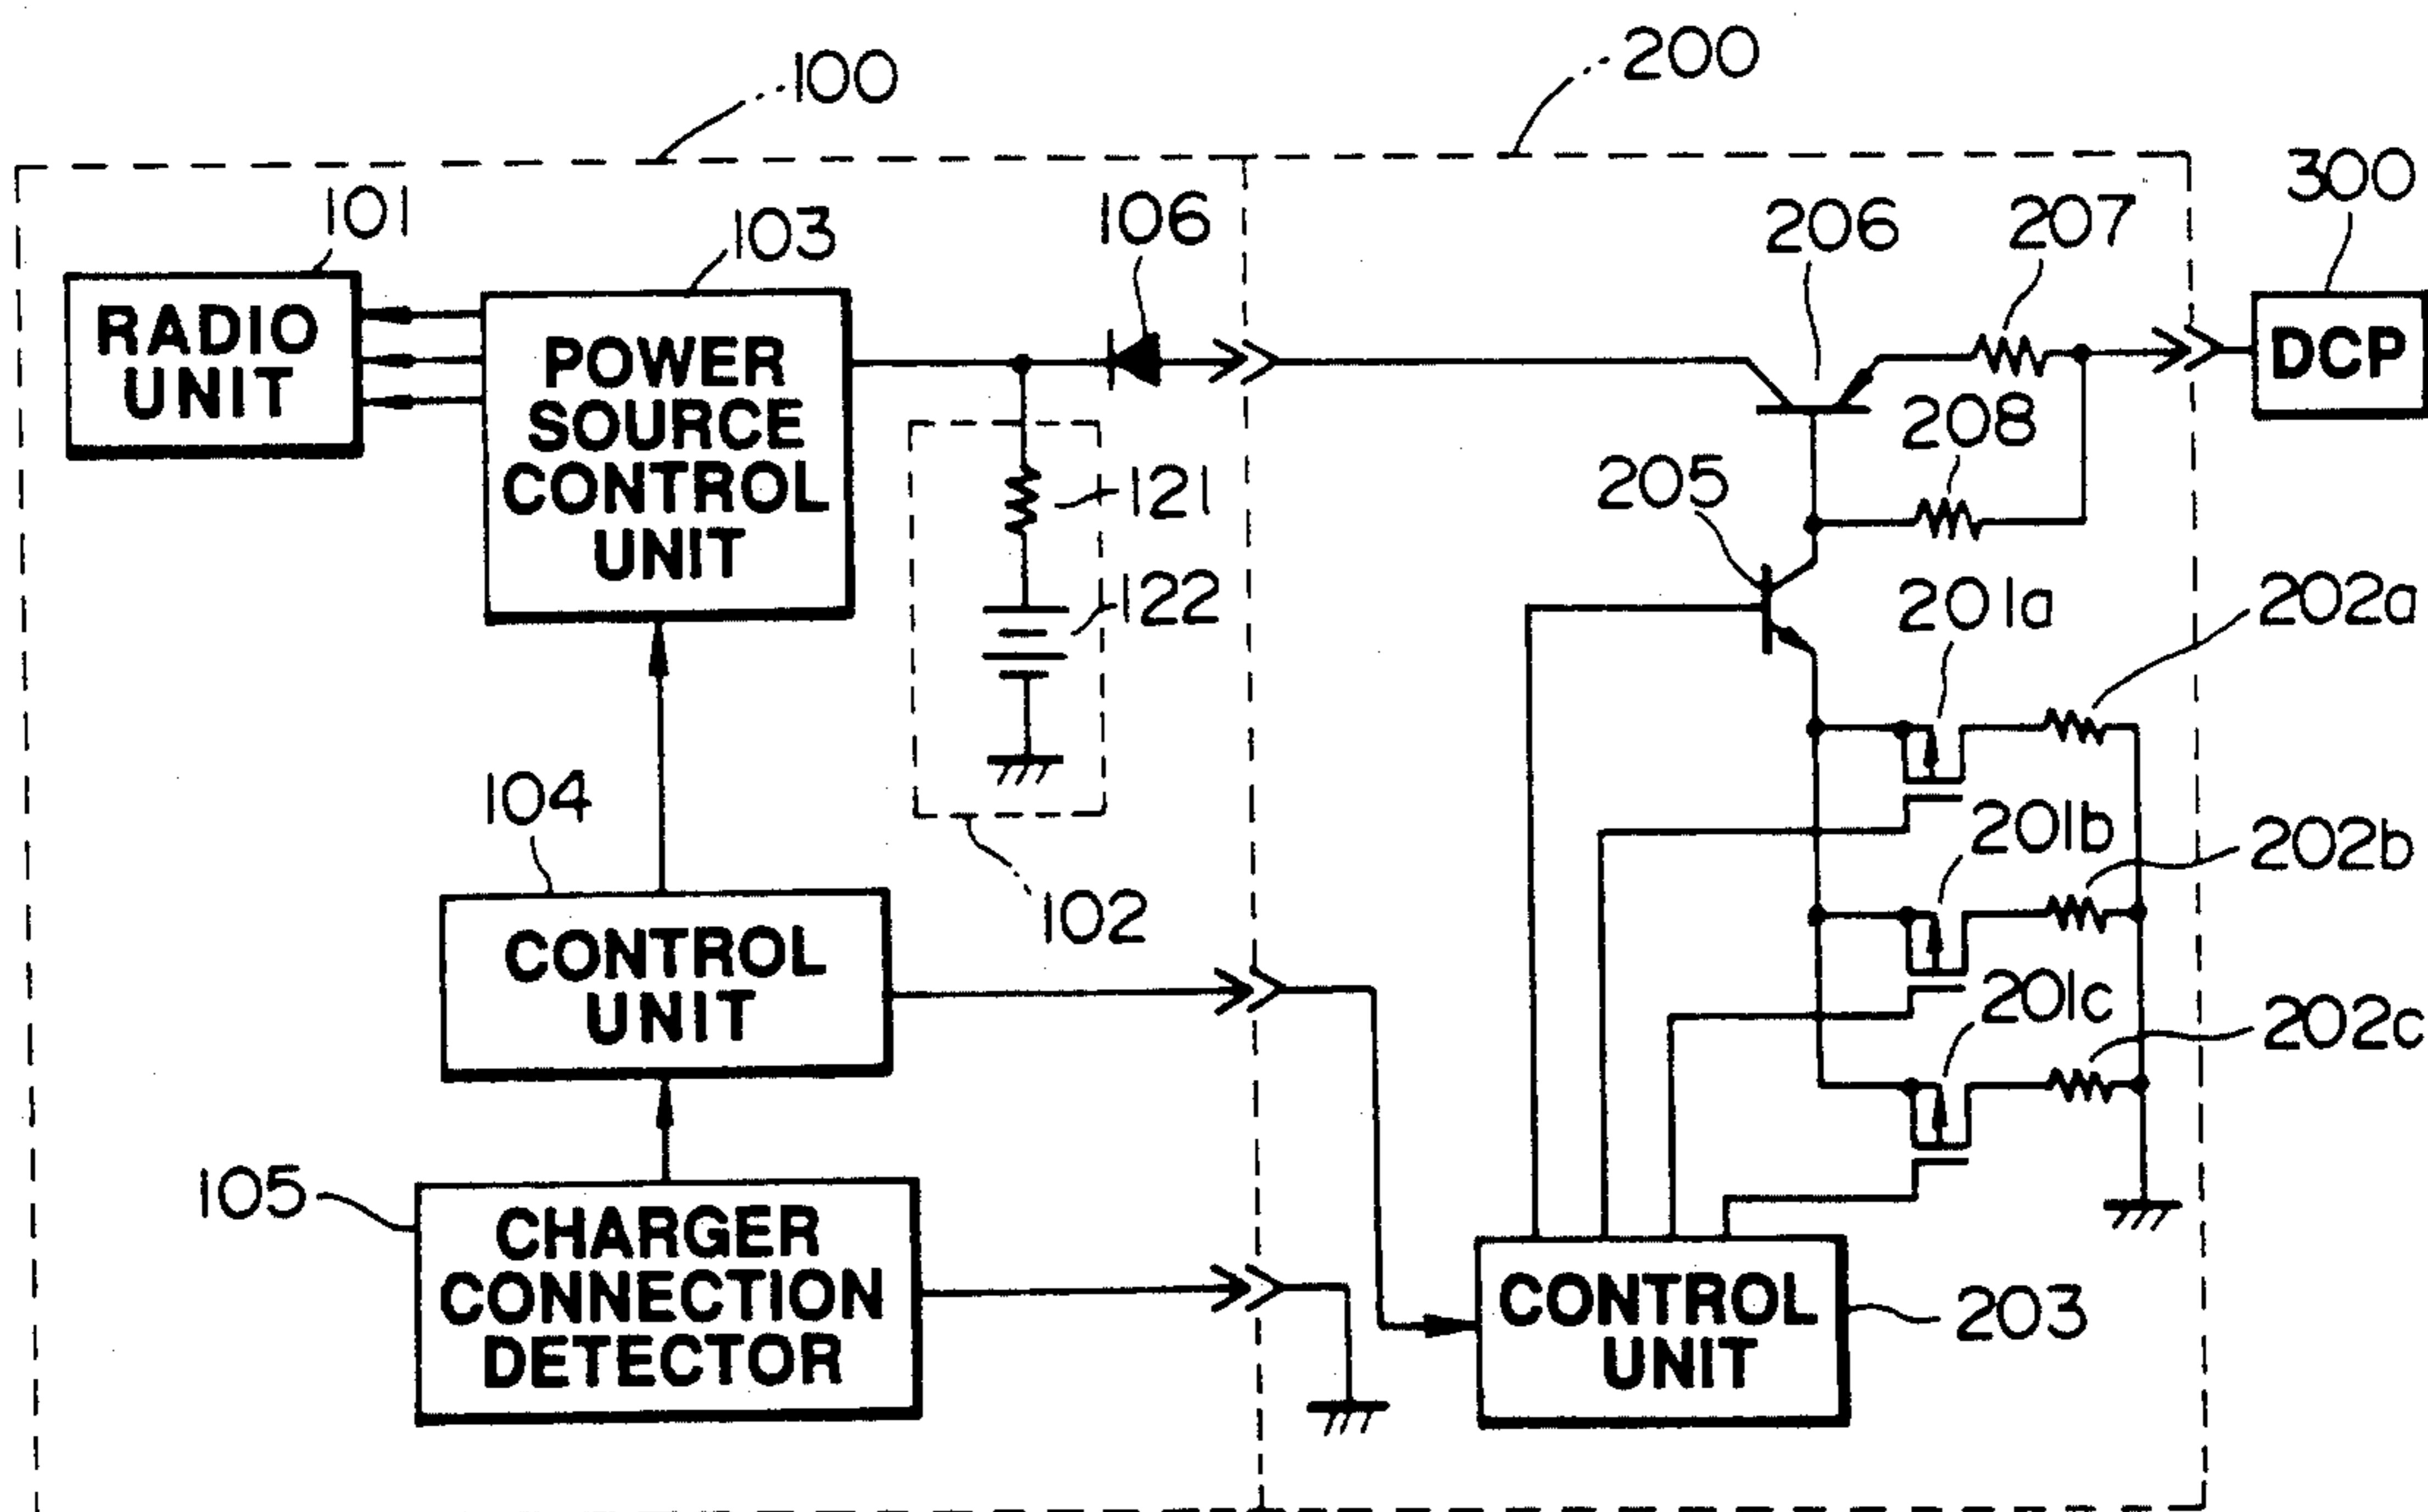 100
200
101
103
106
206
207
300
RADIO
UNIT
POWER
SOURCE
CONTROL
UNIT
DCP
208
205
121
122
201a
202a
104
102
201b
202b
CONTROL
UNIT
201c
202c
105
CHARGER
CONNECTION
DETECTOR
CONTROL
UNIT
203